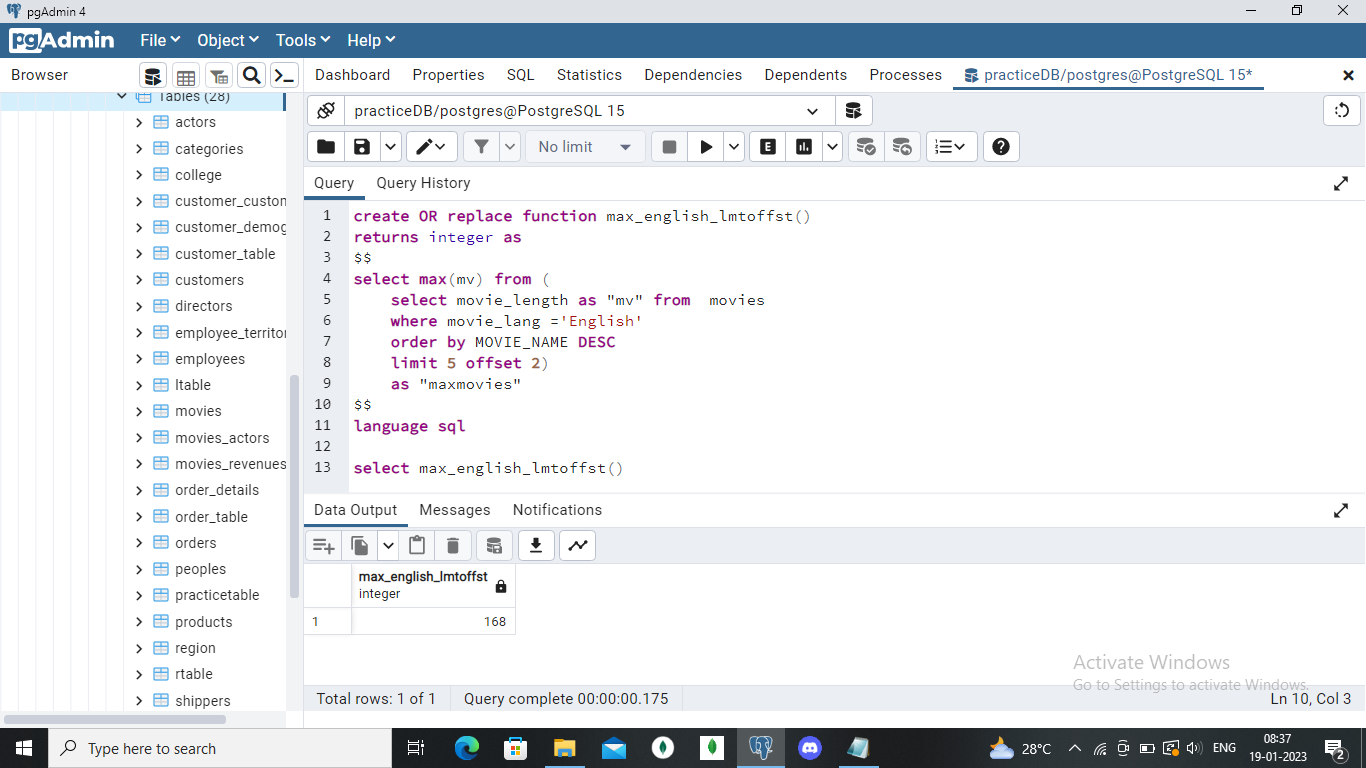 pgAdmin 4
pgAdmin File Object Tools Help
Browser
Dashboard Properties SQL Statistics Dependencies Dependents Processes practiceDB/postgres@PostgreSQL 15*
Tables (28)
actors
categories
college
customer_custon
customer_demog
customer_table
customers
directors
employee_territor
employees
ltable
movies
movies_actors
movies_revenues
order_details
order_table
orders
peoples
practicetable
products
region
rtable
shippers
practiceDB/postgres@PostgreSQL 15
No limit
E
Query Query History
1 create OR replace function max_english_lmtoffst()
2 returns integer as
3 $$
4 select max(mv) from (
5 select movie_length as "mv" from  movies
6 where movie_lang ='English'
7 order by MOVIE_NAME DESC
8 limit 5 offset 2)
9 as "maxmovies"
10 $$
11 language sql
12
13 select max_english_lmtoffst()
Data Output Messages Notifications
max_english_lmtoffst
integer
1 168
Activate Windows
Go to Settings to activate Windows.
Total rows: 1 of 1 Query complete 00:00:00.175 Ln 10, Col 3
Type here to search
28°C ENG
08:37
19-01-2023
2